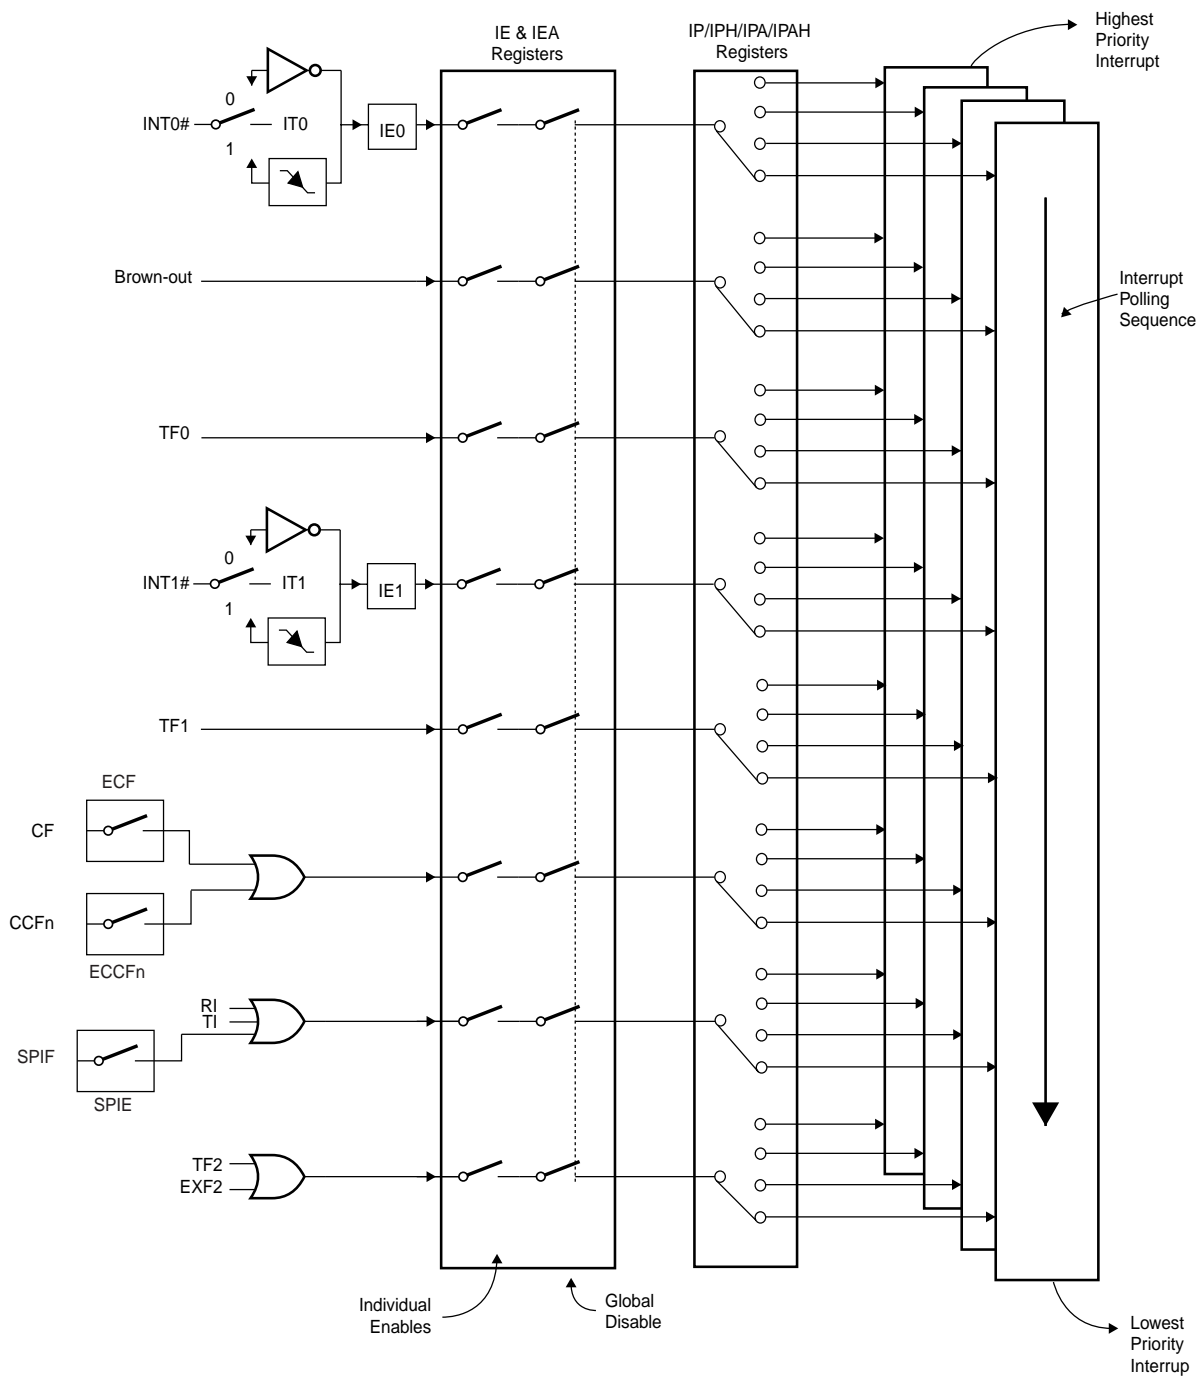 Highest
Priority
Interrupt
IE & IEA
Registers
IP/IPH/IPA/IPAH
Registers
0
INT0#
IT0
1
IE0
Brown-out
Interrupt
Polling
Sequence
TF0
0
INT1#
IT1
1
IE1
TF1
ECF
CF
CCFn
ECCFn
RI
TI
SPIF
SPIE
TF2
EXF2
Individual
Enables
Global
Disable
Lowest
Priority
Interrup